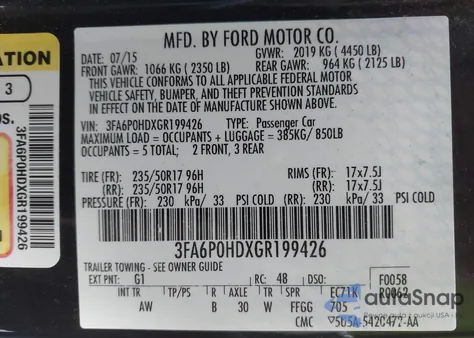 MFD. BY FORD MOTOR CO.
DATE: 07/15 GVWR: 2019 KG ( 4450 LB)
FRONT GAWR: 1066 KG ( 2350 LB) REAR GAWR: 964 KG ( 2125 LB)
THIS VEHICLE CONFORMS TO ALL APPLICABLE FEDERAL MOTOR
VEHICLE SAFETY, BUMPER, AND THEFT PREVENTION STANDARDS
IN EFFECT ON THE DATE OF MANUFACTURE SHOWN ABOVE.
VIN: 3FA6P0HDXGR199426 TYPE: Passenger Car
MAXIMUM LOAD = OCCUPANTS + LUGGAGE = 385KG/ 850LB
OCCUPANTS = 5 TOTAL; 2 FRONT, 3 REAR
TIRE (FR): 235/50R17 96H RIMS (FR): 17x7.5J
(RR): 235/50R17 96H (RR): 17x7.5J
PRESSURE (FR): 230 kPa/ 33 PSI COLD (RR): 230 kPa/ 33 PSI COLD
3FA6P0HDXGR199426
TRAILER TOWING - SEE OWNER GUIDE
EXT PNT: G1 RC: 48 DSO: F0058
INT TR TP/PS R AXLE TR SPR EC71K R0062
AW B 30 W FFGG 705
CMC
ATION
3
3FA6P0HDXGR199426
autoSnap